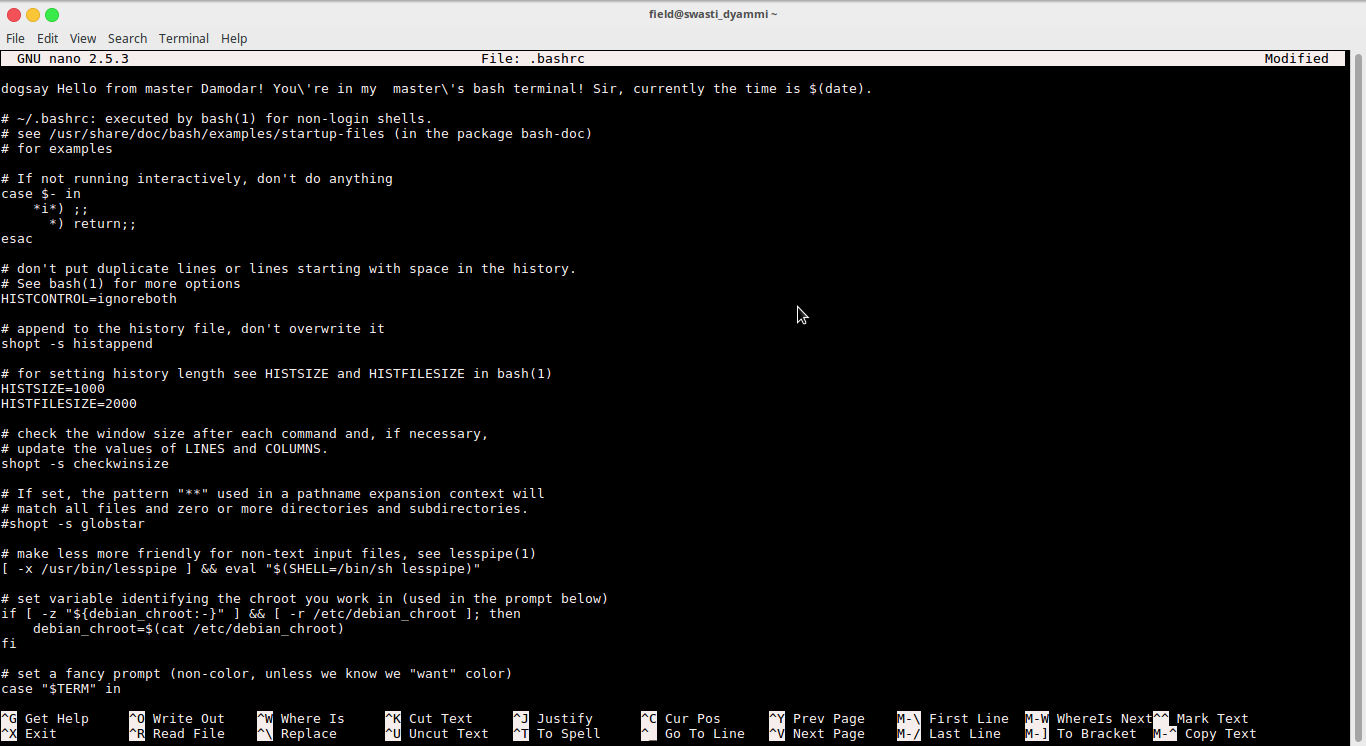 field@swasti_dyammi ~
File Edit View Search Terminal Help
GNU nano 2.5.3 File: .bashrc Modified
dogsay Hello from master Damodar! You\'re in my  master\'s bash terminal! Sir, currently the time is $(date).
# ~/.bashrc: executed by bash(1) for non-login shells.
# see /usr/share/doc/bash/examples/startup-files (in the package bash-doc)
# for examples
# If not running interactively, don't do anything
case $- in
    *i*) ;;
      *) return;;
esac
# don't put duplicate lines or lines starting with space in the history.
# See bash(1) for more options
HISTCONTROL=ignoreboth
# append to the history file, don't overwrite it
shopt -s histappend
# for setting history length see HISTSIZE and HISTFILESIZE in bash(1)
HISTSIZE=1000
HISTFILESIZE=2000
# check the window size after each command and, if necessary,
# update the values of LINES and COLUMNS.
shopt -s checkwinsize
# If set, the pattern "**" used in a pathname expansion context will
# match all files and zero or more directories and subdirectories.
#shopt -s globstar
# make less more friendly for non-text input files, see lesspipe(1)
[ -x /usr/bin/lesspipe ] && eval "$(SHELL=/bin/sh lesspipe)"
# set variable identifying the chroot you work in (used in the prompt below)
if [ -z "${debian_chroot:-}" ] && [ -r /etc/debian_chroot ]; then
    debian_chroot=$(cat /etc/debian_chroot)
fi
# set a fancy prompt (non-color, unless we know we "want" color)
case "$TERM" in
^G Get Help ^O Write Out ^W Where Is ^K Cut Text ^J Justify ^C Cur Pos ^Y Prev Page M-\ First Line M-W WhereIs Next ^^ Mark Text
^X Exit ^R Read File ^\ Replace ^U Uncut Text ^T To Spell ^_ Go To Line ^V Next Page M-/ Last Line M-] To Bracket M-^ Copy Text